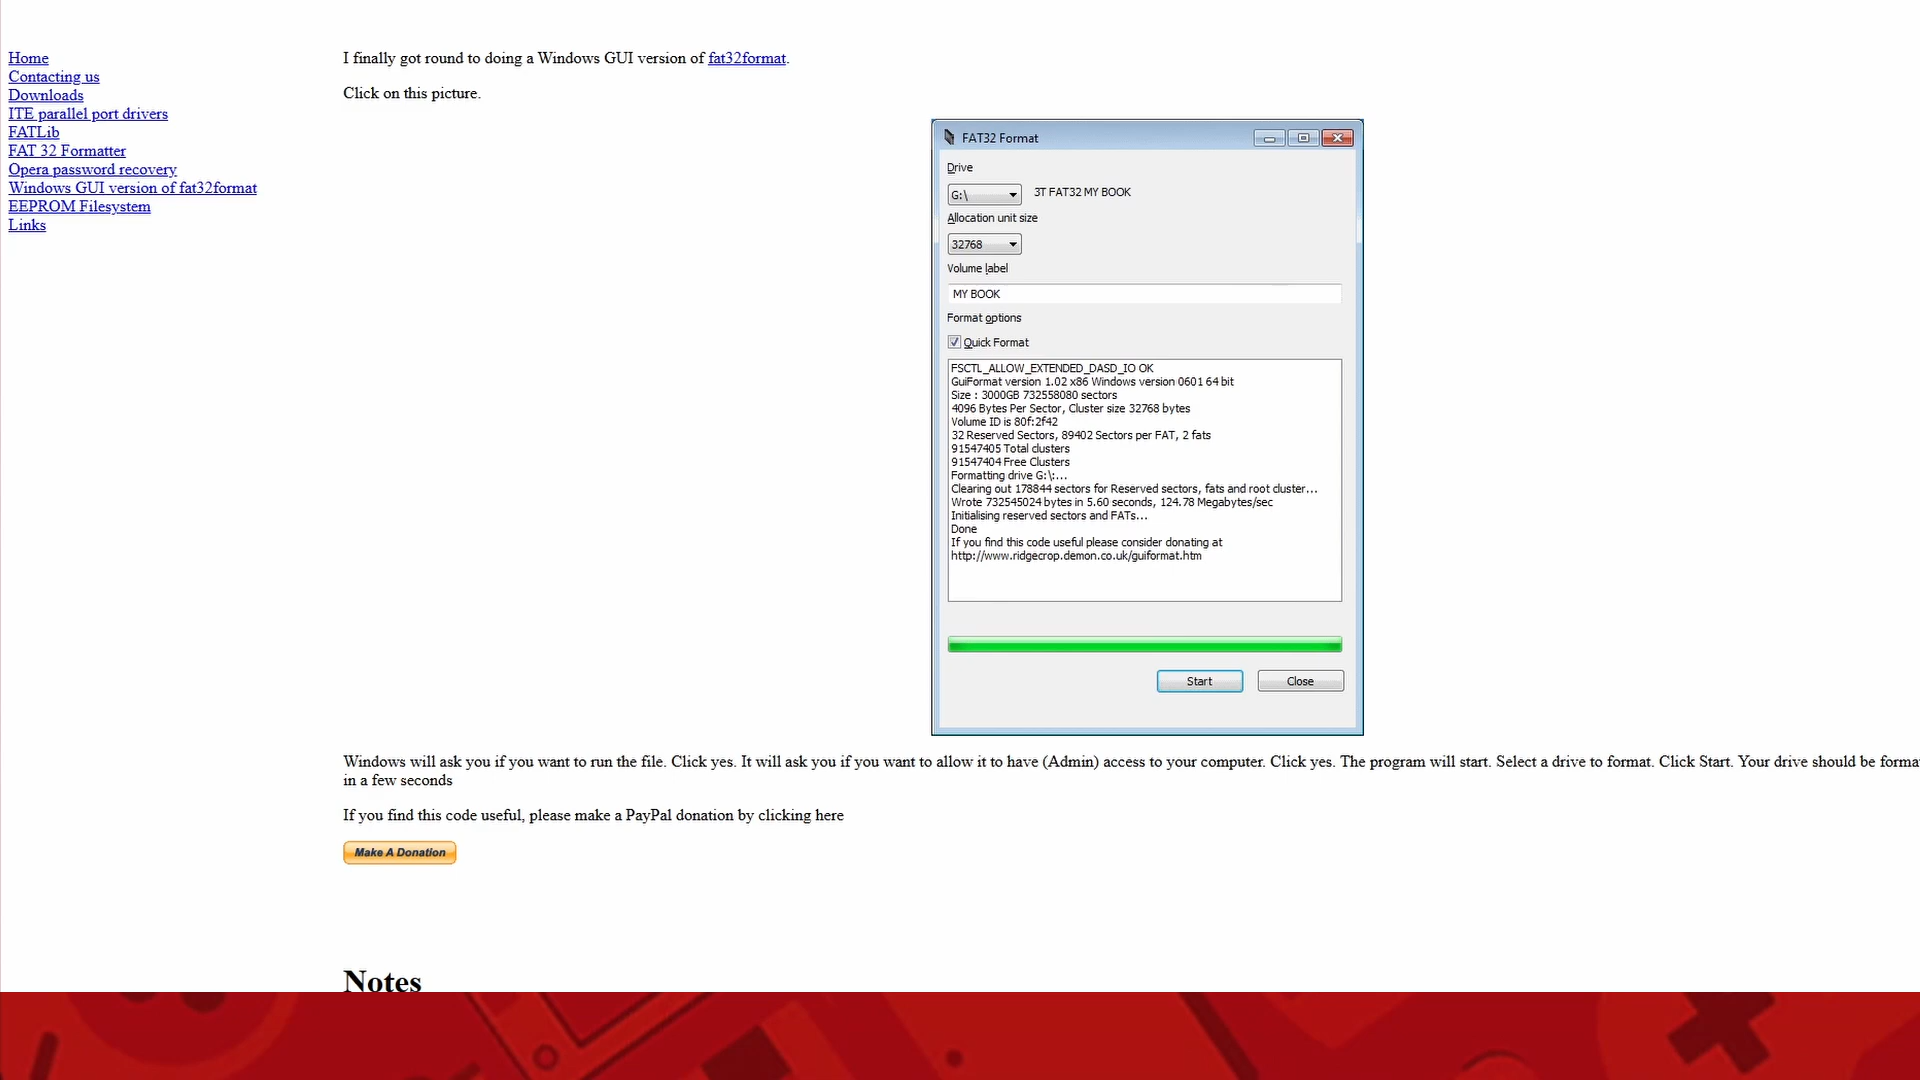 Home
Contacting us
Downloads
ITE parallel port drivers
FATLib
FAT 32 Formatter
Opera password recovery
Windows GUI version of fat32format
EEPROM Filesystem
Links
I finally got round to doing a Windows GUI version of fat32format.
Click on this picture.
FAT32 Format
Drive
G:\ 3T FAT32 MY BOOK
Allocation unit size
32768
Volume label
MY BOOK
Format options
Quick Format
FSCTL_ALLOW_EXTENDED_DASD_IO OK
GuiFormat version 1.02 x86 Windows version 0601 64 bit
Size : 3000GB 732558080 sectors
4096 Bytes Per Sector, Cluster size 32768 bytes
Volume ID is 80f:2f42
32 Reserved Sectors, 89402 Sectors per FAT, 2 fats
91547405 Total clusters
91547404 Free Clusters
Formatting drive G:\:...
Clearing out 178844 sectors for Reserved sectors, fats and root cluster...
Wrote 732545024 bytes in 5.60 seconds, 124.78 Megabytes/sec
Initialising reserved sectors and FATs...
Done
If you find this code useful please consider donating at
http://www.ridgecrop.demon.co.uk/guiformat.htm
Start Close
Windows will ask you if you want to run the file. Click yes. It will ask you if you want to allow it to have (Admin) access to your computer. Click yes. The program will start. Select a drive to format. Click Start. Your drive should be forma
in a few seconds
If you find this code useful, please make a PayPal donation by clicking here
Make A Donation
Notes